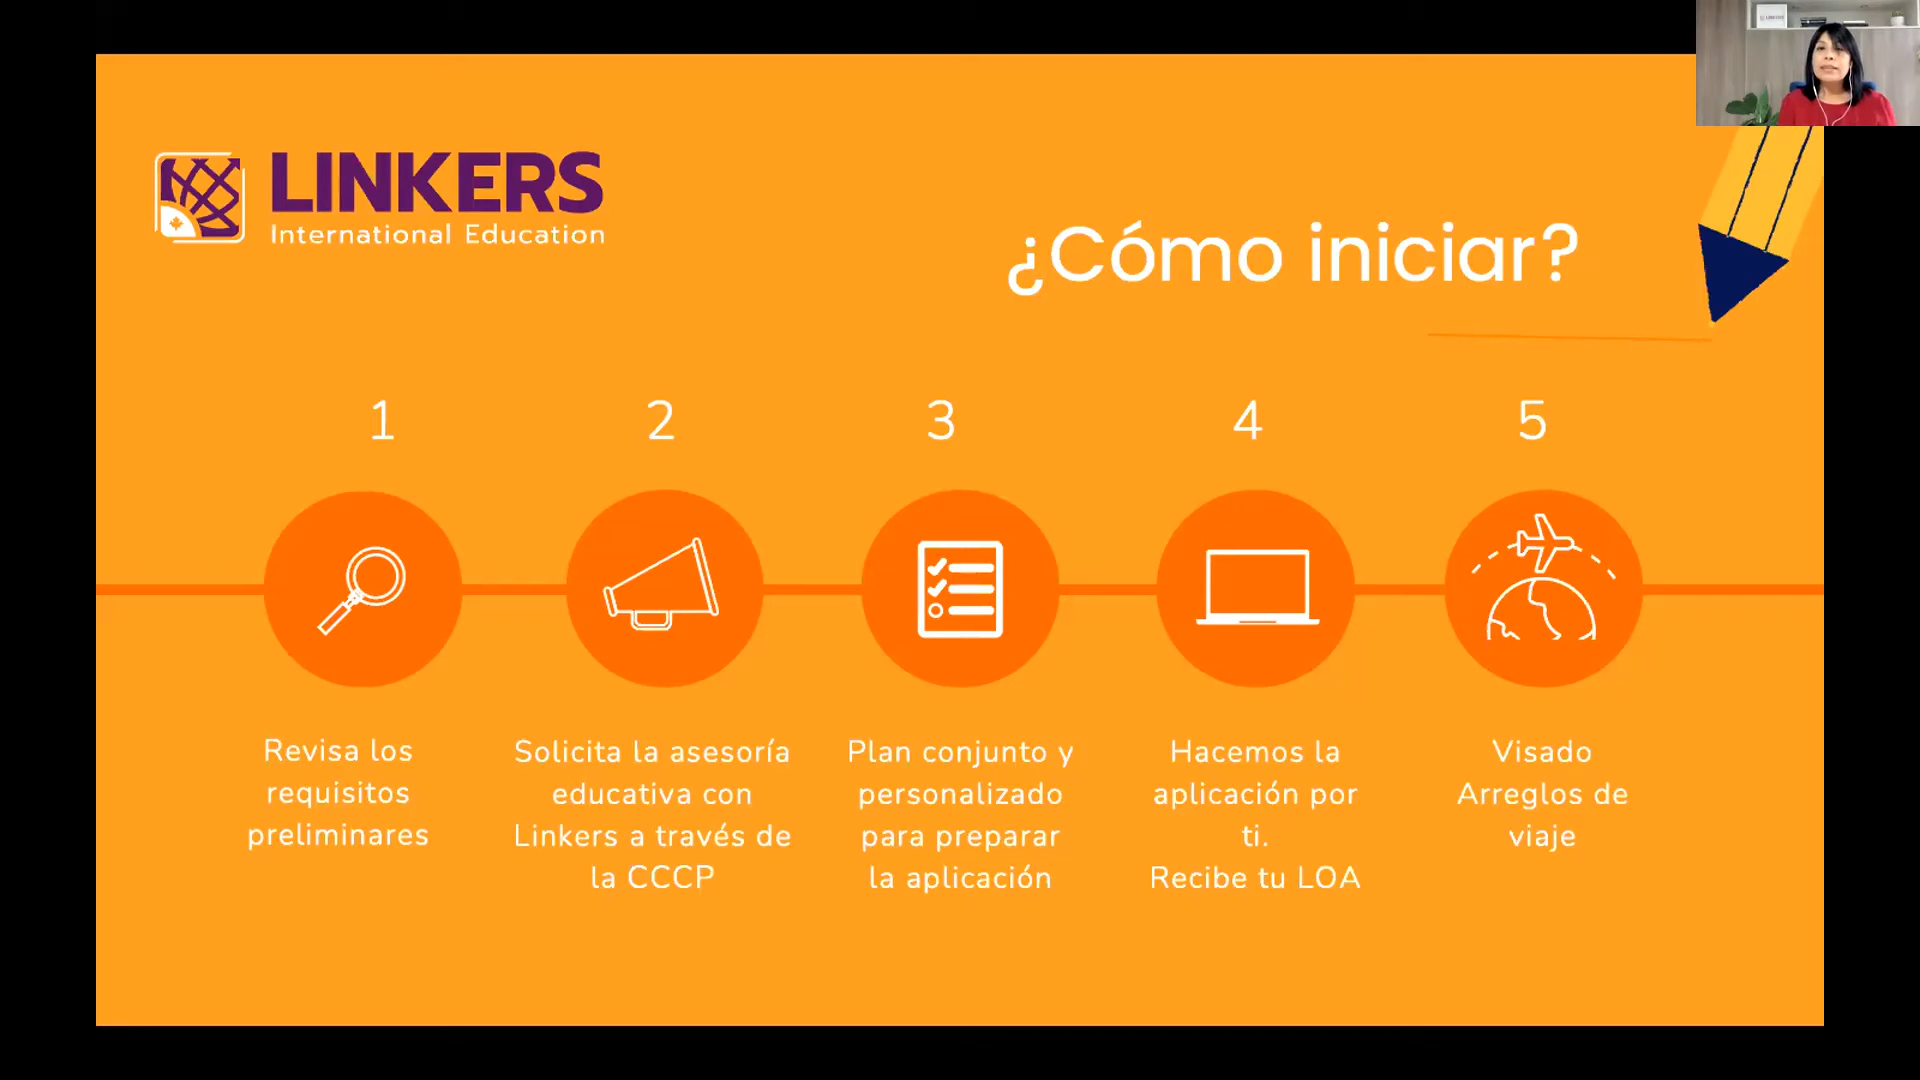 LINKERS
International Education
¿Cómo iniciar?
1
2
3
4
5
Revisa los
requisitos
preliminares
Solicita la asesoría
educativa con
Linkers a través de
la CCCP
Plan conjunto y
personalizado
para preparar
la aplicación
Hacemos la
aplicación por
ti.
Recibe tu LOA
Visado
Arreglos de
viaje